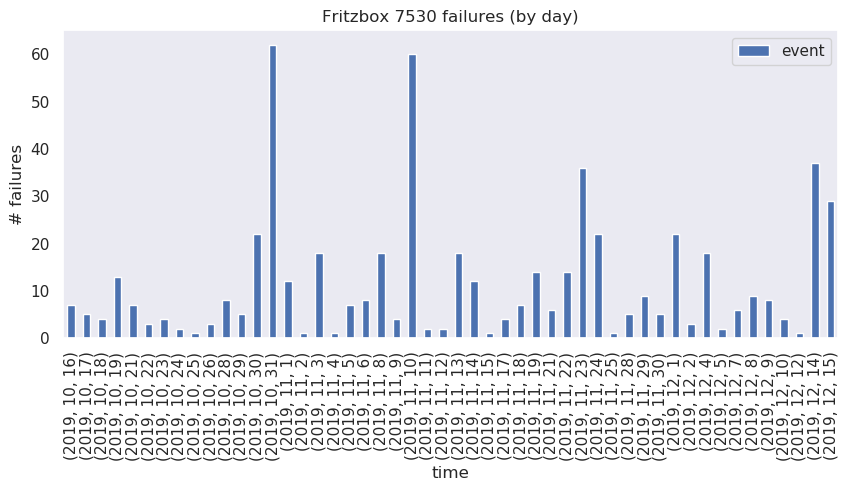 Fritzbox 7530 failures (by day)
event
# failures
60
50
40
30
20
10
0
(2019, 10, 16)
(2019, 10, 17)
(2019, 10, 18)
(2019, 10, 19)
(2019, 10, 21)
(2019, 10, 22)
(2019, 10, 23)
(2019, 10, 24)
(2019, 10, 25)
(2019, 10, 26)
(2019, 10, 28)
(2019, 10, 29)
(2019, 10, 30)
(2019, 10, 31)
(2019, 11, 1)
(2019, 11, 2)
(2019, 11, 3)
(2019, 11, 4)
(2019, 11, 5)
(2019, 11, 6)
(2019, 11, 8)
(2019, 11, 9)
(2019, 11, 10)
(2019, 11, 11)
(2019, 11, 12)
(2019, 11, 13)
(2019, 11, 14)
(2019, 11, 15)
(2019, 11, 17)
(2019, 11, 18)
(2019, 11, 19)
(2019, 11, 21)
(2019, 11, 22)
(2019, 11, 23)
(2019, 11, 24)
(2019, 11, 25)
(2019, 11, 28)
(2019, 11, 29)
(2019, 11, 30)
(2019, 12, 1)
(2019, 12, 2)
(2019, 12, 4)
(2019, 12, 5)
(2019, 12, 7)
(2019, 12, 8)
(2019, 12, 9)
(2019, 12, 10)
(2019, 12, 12)
(2019, 12, 14)
(2019, 12, 15)
time